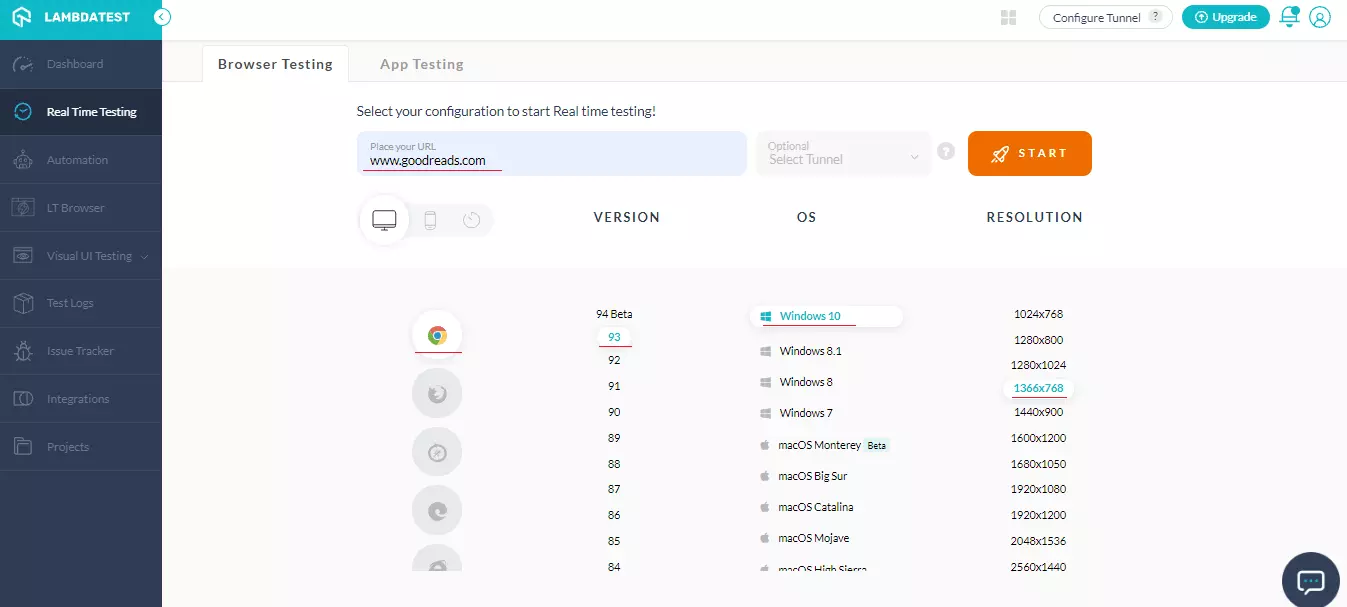 LAMBDATEST
Configure Tunnel ?
Upgrade
Dashboard
Real Time Testing
Automation
LT Browser
Visual UI Testing
Test Logs
Issue Tracker
Integrations
Projects
Browser Testing
App Testing
Select your configuration to start Real time testing!
Place your URL
www.goodreads.com
Optional
Select Tunnel
?
START
VERSION
OS
RESOLUTION
94 Beta
93
92
91
90
89
88
87
86
85
84
Windows 10
Windows 8.1
Windows 8
Windows 7
macOS Monterey Beta
macOS Big Sur
macOS Catalina
macOS Mojave
macOS High Sierra
1024x768
1280x800
1280x1024
1366x768
1440x900
1600x1200
1680x1050
1920x1080
1920x1200
2048x1536
2560x1440